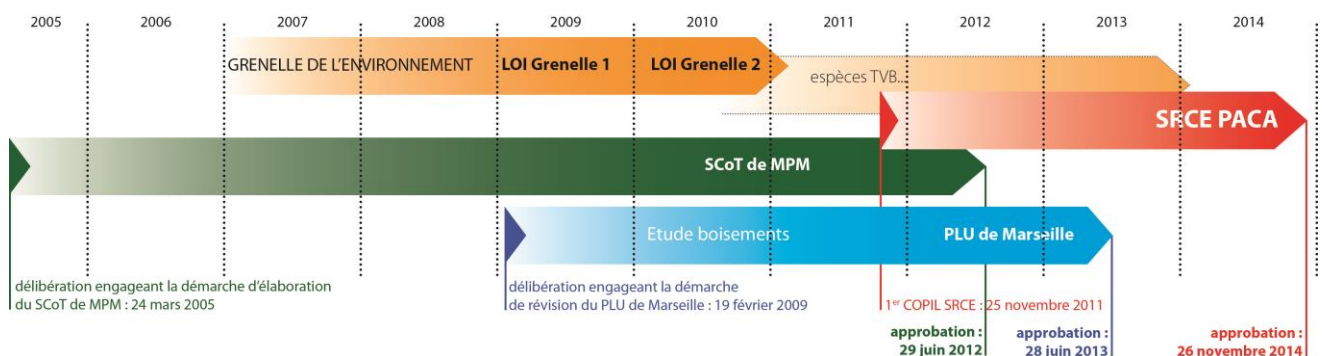 2005 2006 2007 2008 2009 2010 2011 2012 2013 2014
GRENELLE DE L'ENVIRONNEMENT LOI Grenelle 1 LOI Grenelle 2
espèces TVB...
SRCE PACA
SCoT de MPM
Etude boisements PLU de Marseille
délibération engageant la démarche d'élaboration
du SCoT de MPM : 24 mars 2005
délibération engageant la démarche
de révision du PLU de Marseille : 19 février 2009
1er COPIL SRCE : 25 novembre 2011
approbation :
29 juin 2012
approbation :
28 juin 2013
approbation :
26 novembre 2014